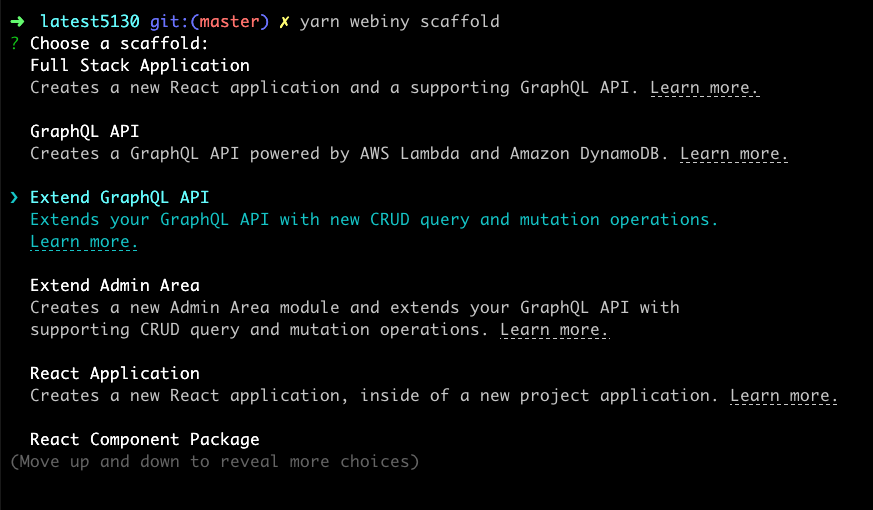 ➜ latest5130 git:(master) ✗ yarn webiny scaffold
? Choose a scaffold:
Full Stack Application
Creates a new React application and a supporting GraphQL API. Learn more.
GraphQL API
Creates a GraphQL API powered by AWS Lambda and Amazon DynamoDB. Learn more.
❯ Extend GraphQL API
Extends your GraphQL API with new CRUD query and mutation operations.
Learn more.
Extend Admin Area
Creates a new Admin Area module and extends your GraphQL API with
supporting CRUD query and mutation operations. Learn more.
React Application
Creates a new React application, inside of a new project application. Learn more.
React Component Package
(Move up and down to reveal more choices)